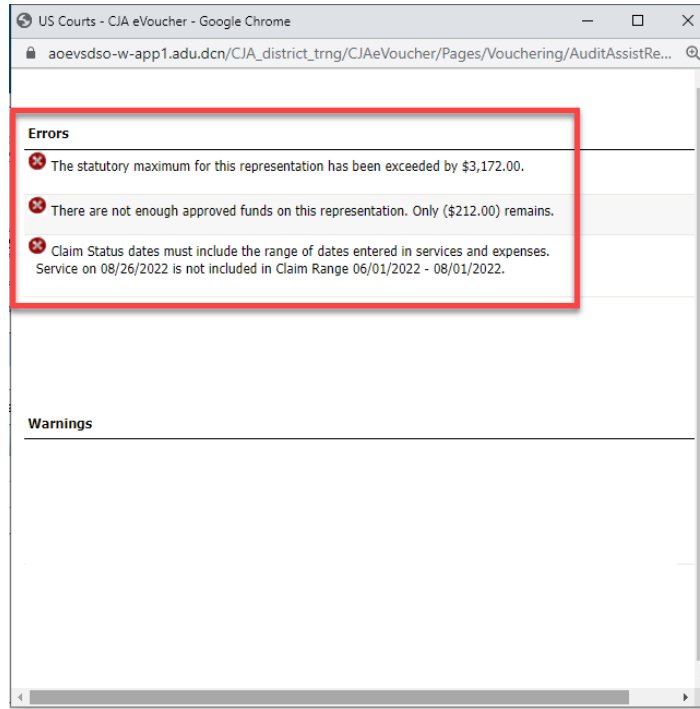 US Courts - CJA eVoucher - Google Chrome
aoevsdso-w-app1.adu.dcn/CJA_district_trng/CJAeVoucher/Pages/Vouchering/AuditAssistRe...
Errors
The statutory maximum for this representation has been exceeded by $3,172.00.
There are not enough approved funds on this representation. Only ($212.00) remains.
Claim Status dates must include the range of dates entered in services and expenses.
Service on 08/26/2022 is not included in Claim Range 06/01/2022 - 08/01/2022.
Warnings